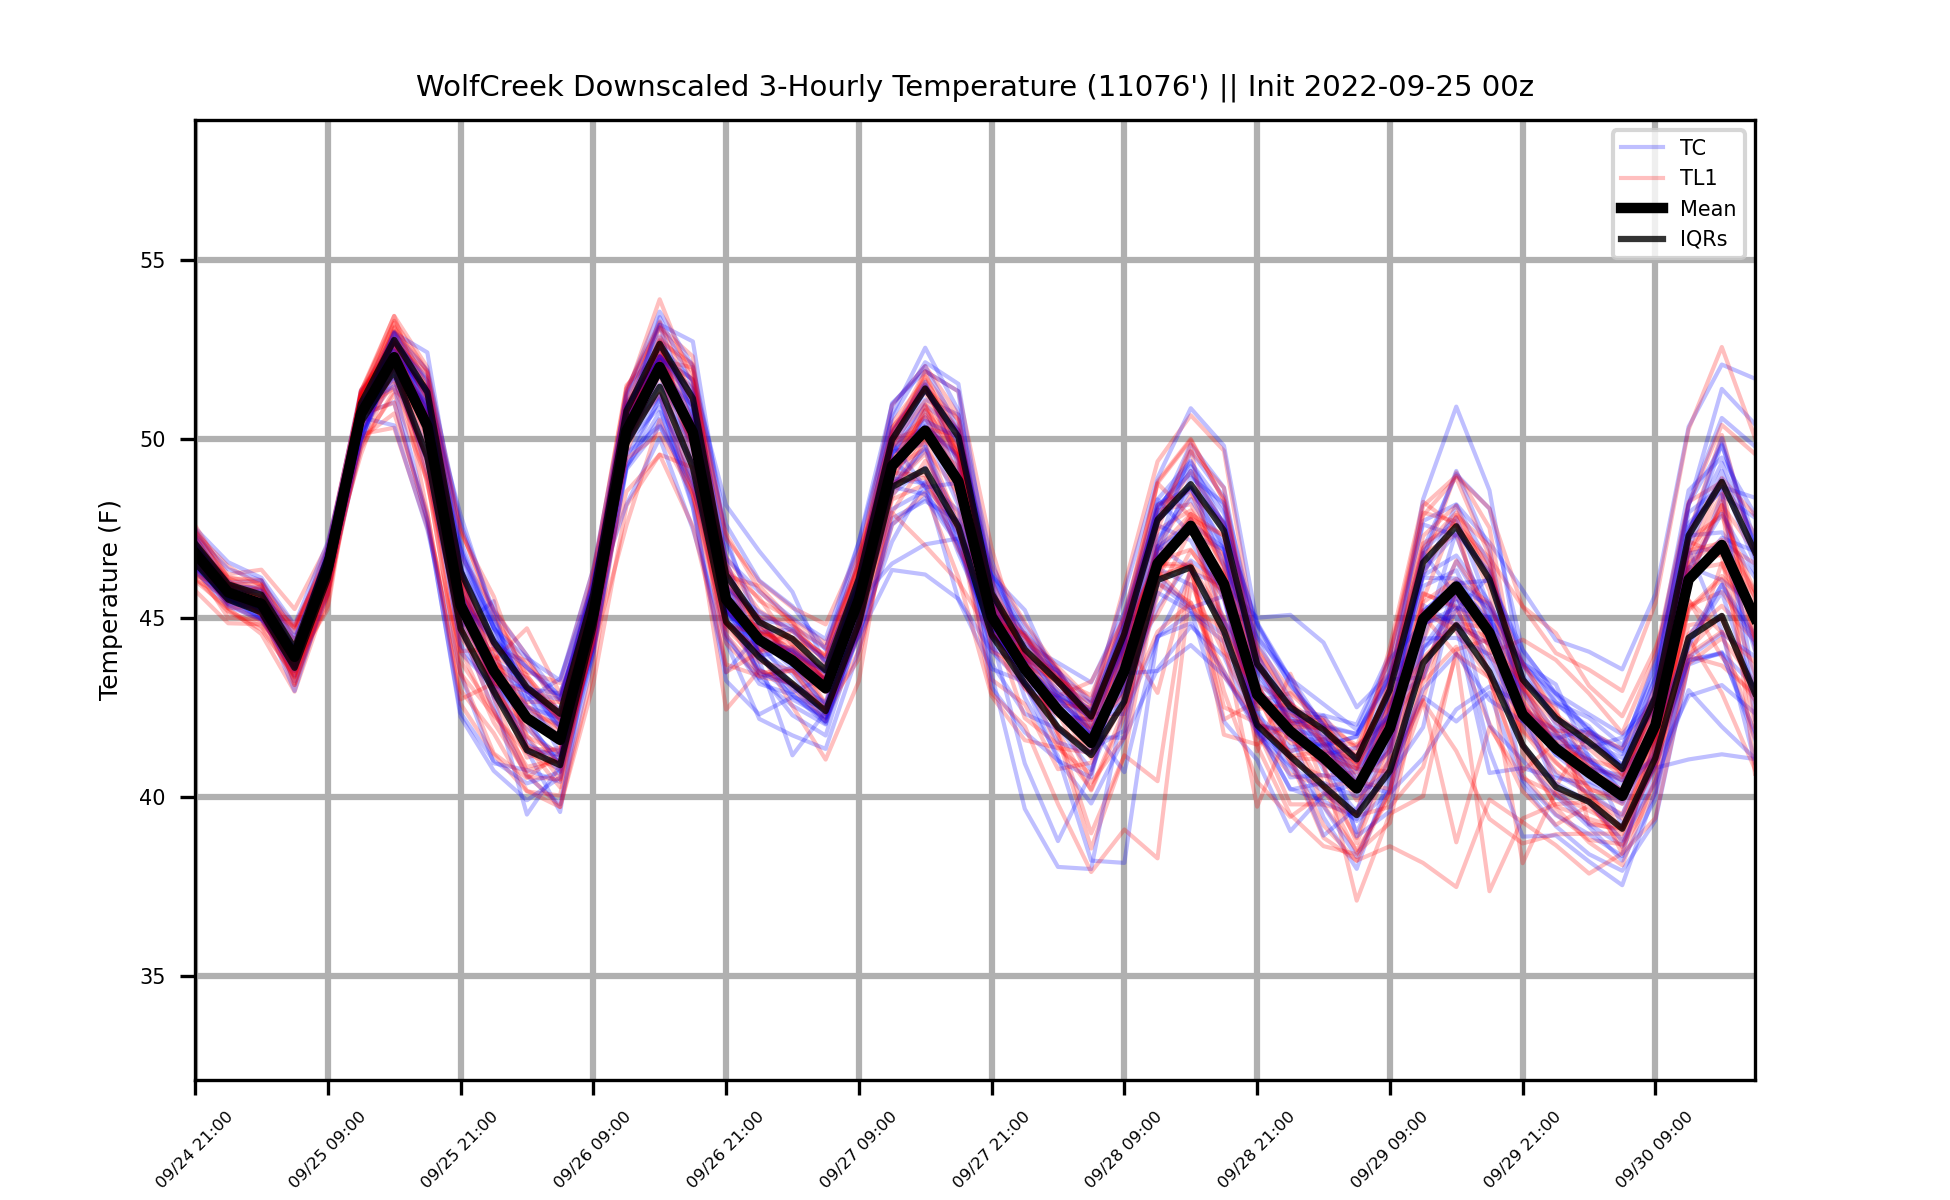 WolfCreek Downscaled 3-Hourly Temperature (11076') || Init 2022-09-25 00z
TC
TL1
Mean
IQRs
Temperature (F)
55
50
45
40
35
09/24 21:00
09/25 09:00
09/25 21:00
09/26 09:00
09/26 21:00
09/27 09:00
09/27 21:00
09/28 09:00
09/28 21:00
09/29 09:00
09/29 21:00
09/30 09:00